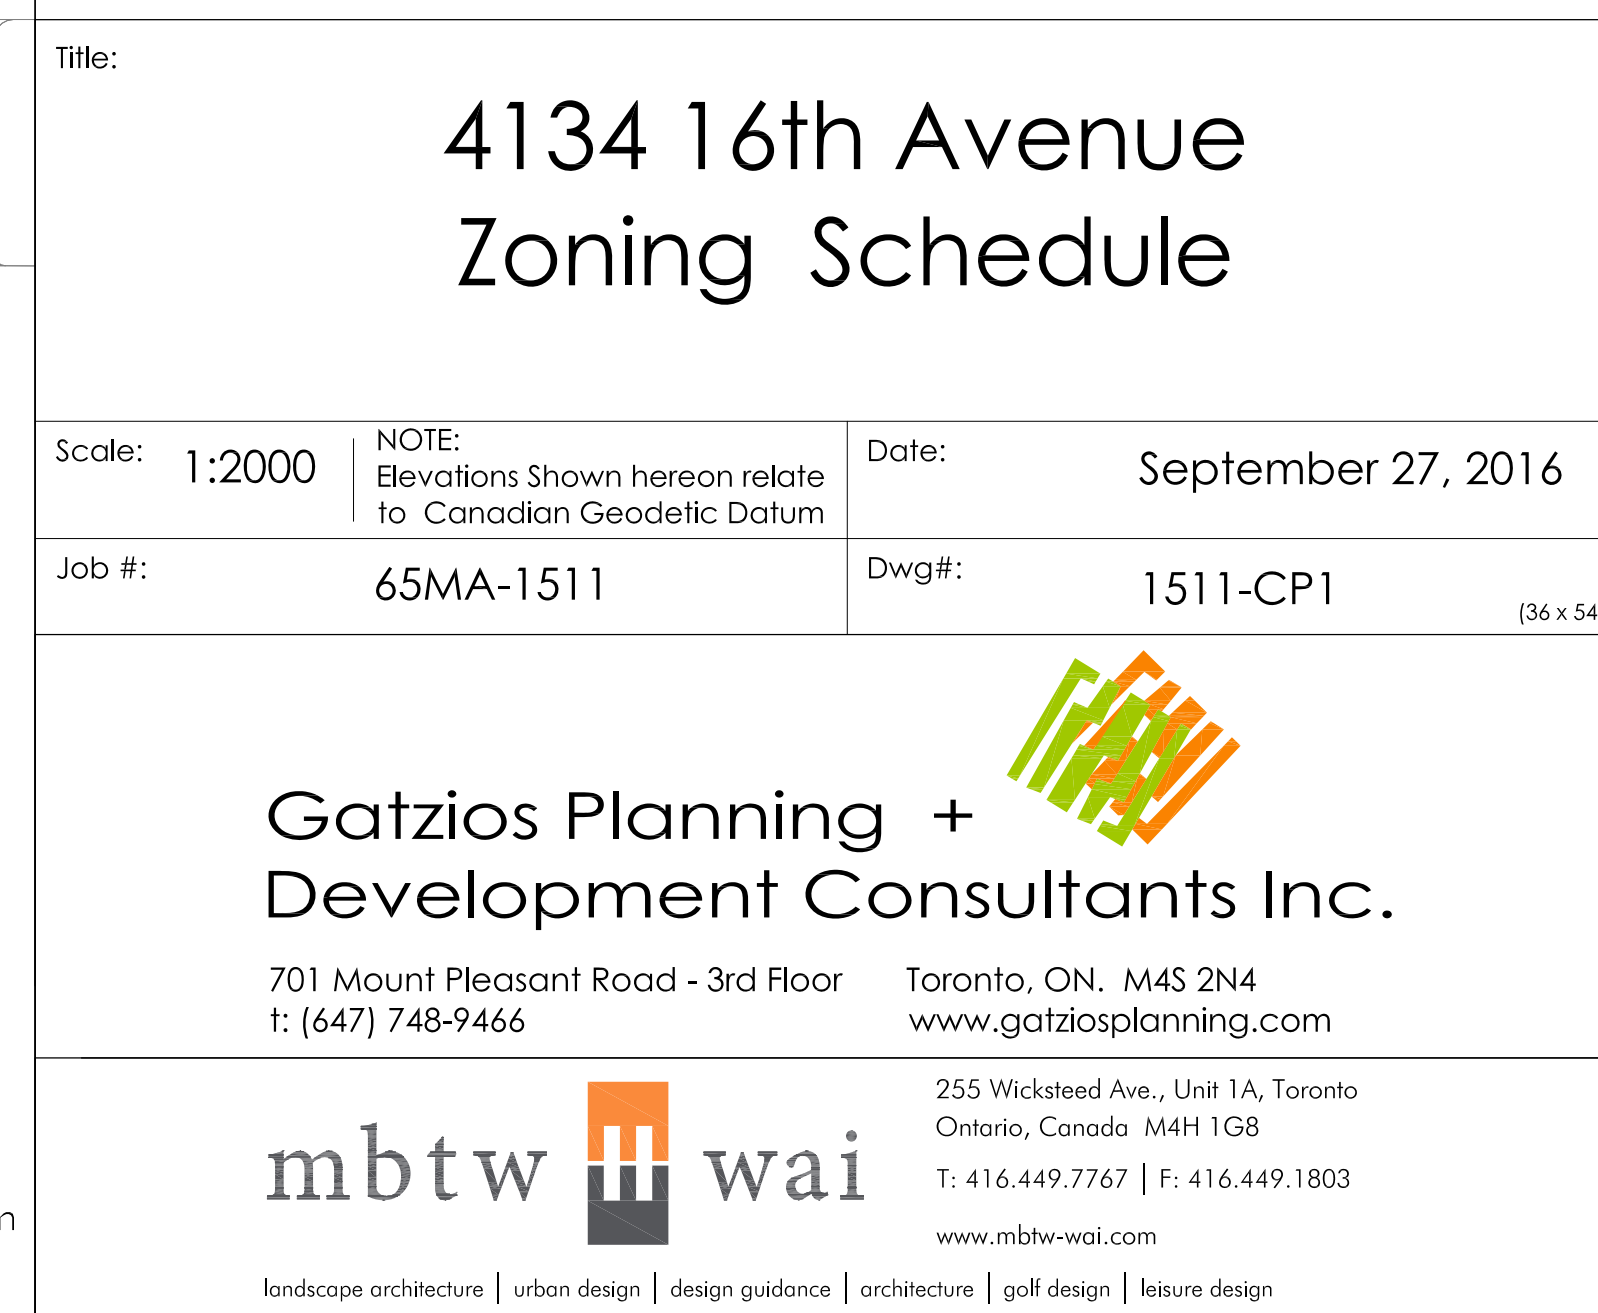 Title:
4134 16th Avenue
Zoning Schedule
Scale: 1:2000
NOTE:
Elevations Shown hereon relate
to Canadian Geodetic Datum
Date: September 27, 2016
Job #: 65MA-1511
Dwg#: 1511-CP1
(36 x 54
Gatzios Planning +
Development Consultants Inc.
701 Mount Pleasant Road - 3rd Floor Toronto, ON. M4S 2N4
t: (647) 748-9466 www.gatziosplanning.com
mbtw wai
255 Wicksteed Ave., Unit 1A, Toronto
Ontario, Canada M4H 1G8
T: 416.449.7767 | F: 416.449.1803
www.mbtw-wai.com
landscape architecture | urban design | design guidance | architecture | golf design | leisure design